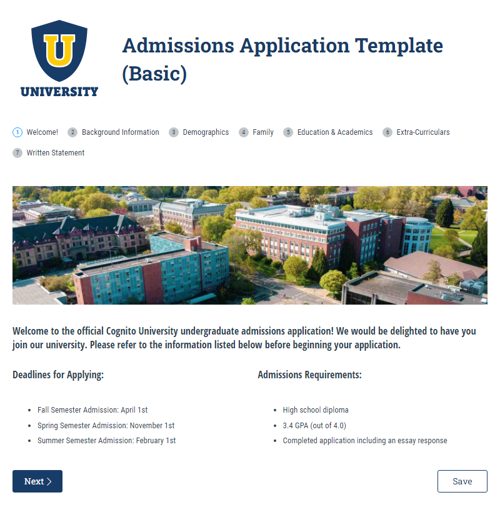 U
UNIVERSITY
Admissions Application Template
(Basic)
1 Welcome! 2 Background Information 3 Demographics 4 Family 5 Education & Academics 6 Extra-Curriculars
7 Written Statement
Welcome to the official Cognito University undergraduate admissions application! We would be delighted to have you
join our university. Please refer to the information listed below before beginning your application.
Deadlines for Applying:
• Fall Semester Admission: April 1st
• Spring Semester Admission: November 1st
• Summer Semester Admission: February 1st
Admissions Requirements:
• High school diploma
• 3.4 GPA (out of 4.0)
• Completed application including an essay response
Next >
Save